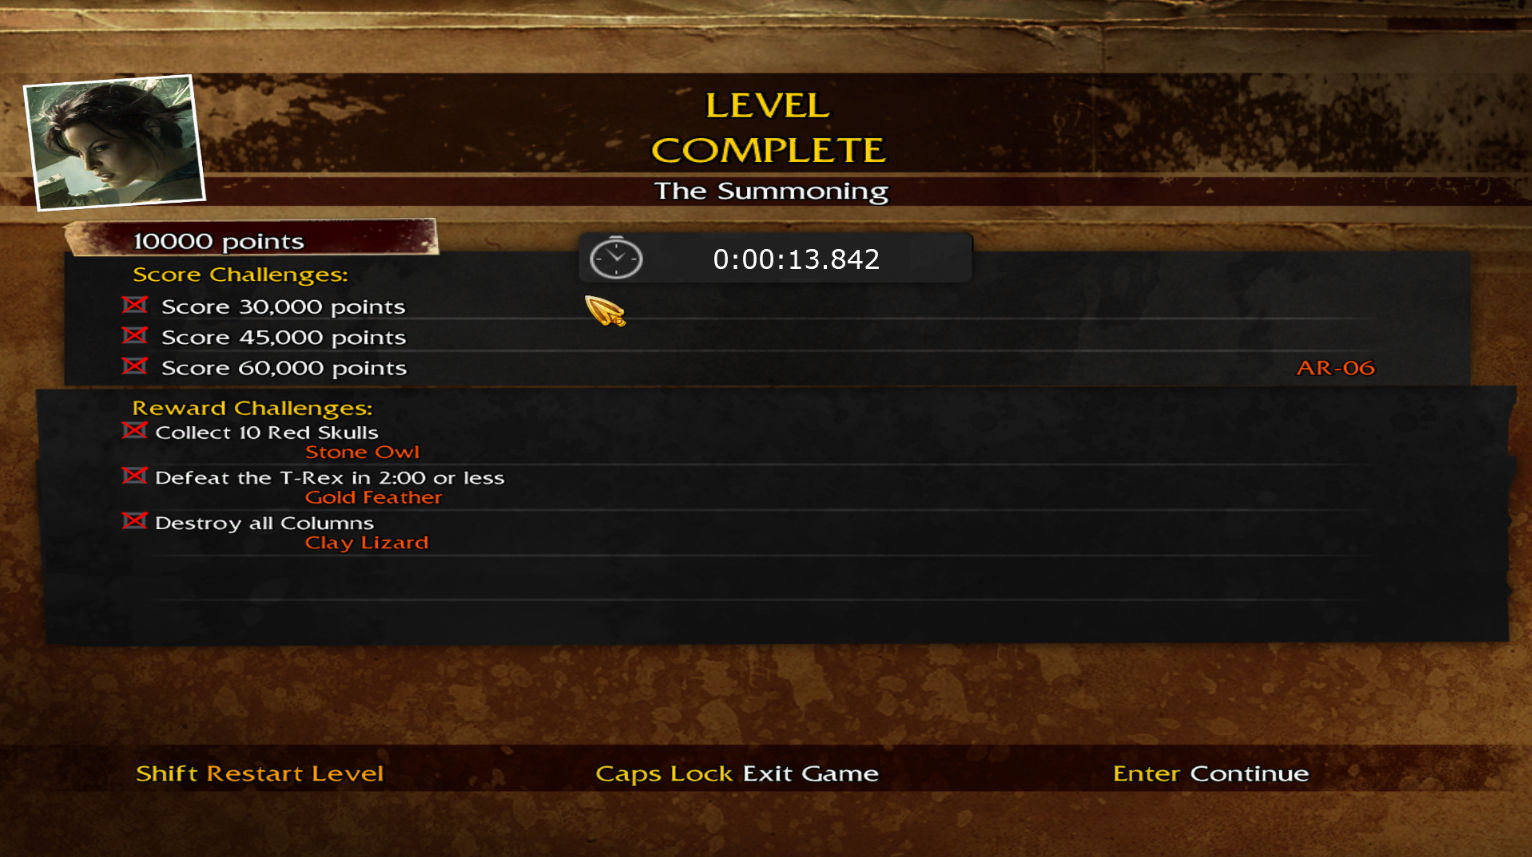 LEVEL
COMPLETE
The Summoning
10000 points
0:00:13.842
Score Challenges:
Score 30,000 points
Score 45,000 points
Score 60,000 points
AR-06
Reward Challenges:
Collect 10 Red Skulls
Stone Owl
Defeat the T-Rex in 2:00 or less
Gold Feather
Destroy all Columns
Clay Lizard
Shift Restart Level
Caps Lock Exit Game
Enter Continue